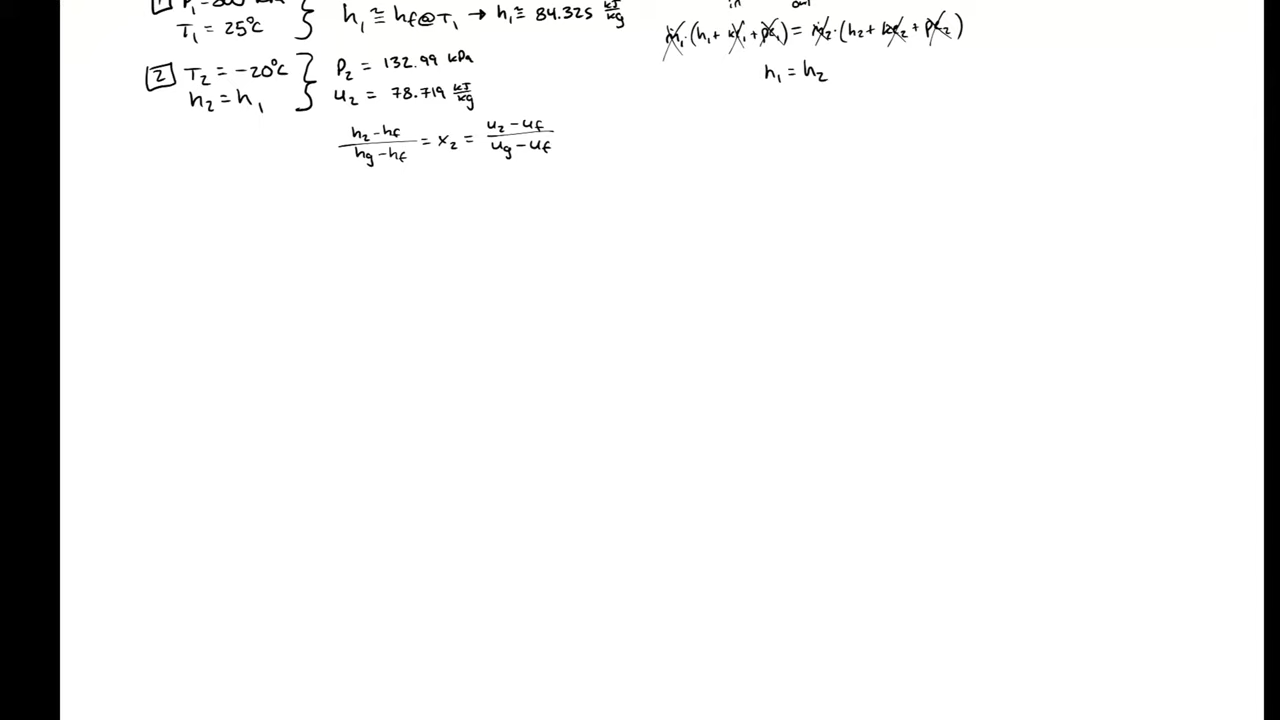 T₁ = 25°C } h₁ ≅ hf@T₁ → h₁ ≅ 84.325 kJ/kg
[2] T₂ = -20°C } P₂ = 132.99 kPa
h₂ = h₁ } u₂ = 78.719 kJ/kg
(h₂ - hf)/(hg - hf) = x₂ = (u₂ - uf)/(ug - uf)
in out
ṁ₁·(h₁ + ke₁ + pe₁) = ṁ₂·(h₂ + ke₂ + pe₂)
h₁ = h₂